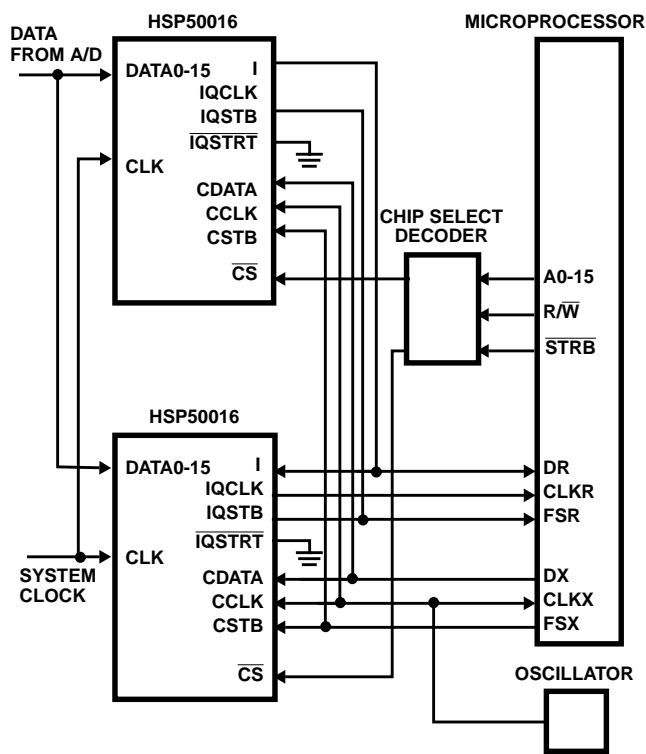 HSP50016
MICROPROCESSOR
DATA
FROM A/D
DATA0-15
I
IQCLK
IQSTB
IQSTRT
CLK
CDATA
CCLK
CSTB
CS
CHIP SELECT
DECODER
A0-15
R/W
STRB
HSP50016
DATA0-15
I
IQCLK
IQSTB
IQSTRT
CLK
SYSTEM
CLOCK
CDATA
CCLK
CSTB
CS
DR
CLKR
FSR
DX
CLKX
FSX
OSCILLATOR